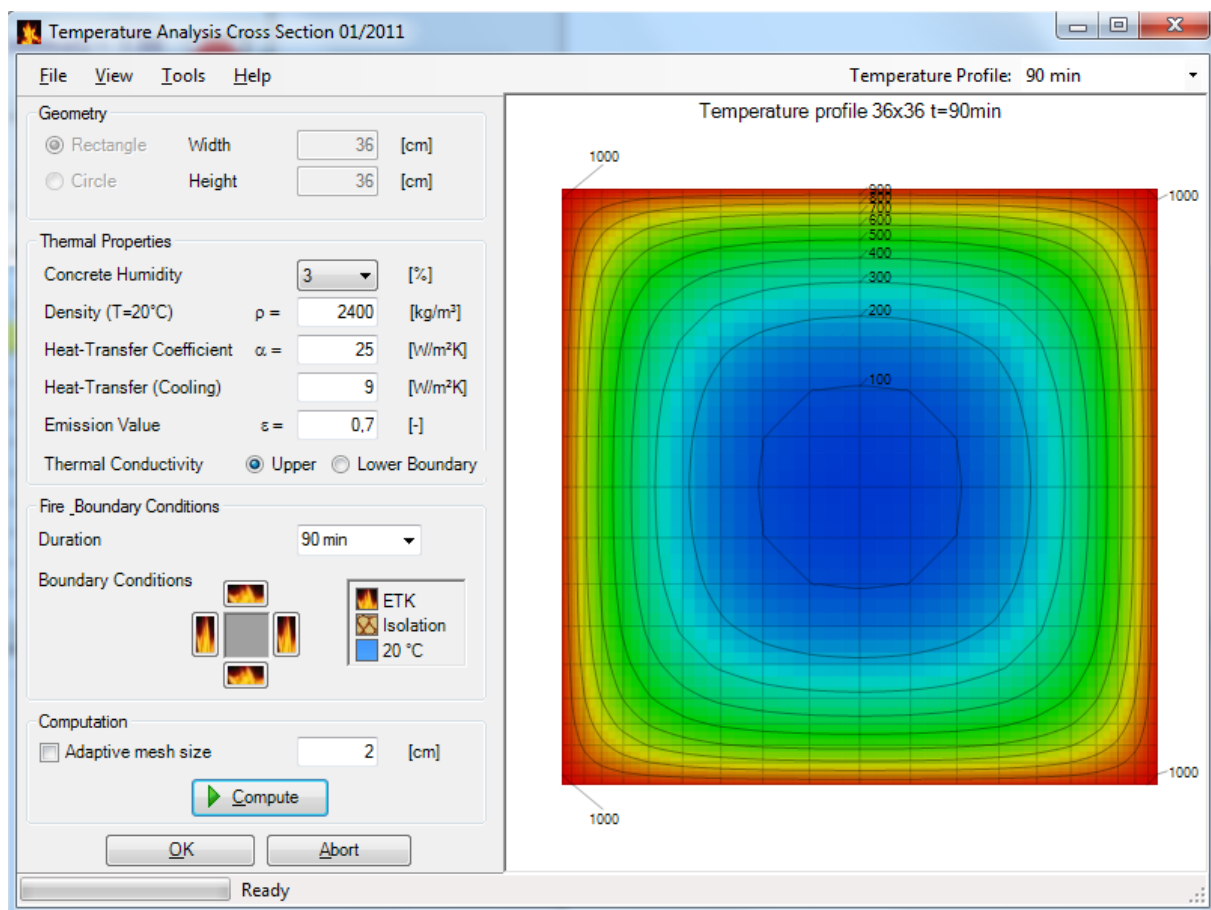 Temperature Analysis Cross Section 01/2011
File View Tools Help
Temperature Profile: 90 min
Geometry
Rectangle Width 36 [cm]
Circle Height 36 [cm]
Thermal Properties
Concrete Humidity 3 [%]
Density (T=20°C) ρ = 2400 [kg/m³]
Heat-Transfer Coefficient α = 25 [W/m²K]
Heat-Transfer (Cooling) 9 [W/m²K]
Emission Value ε = 0,7 [-]
Thermal Conductivity Upper Lower Boundary
Fire _Boundary Conditions
Duration 90 min
Boundary Conditions
ETK
Isolation
20 °C
Computation
Adaptive mesh size 2 [cm]
Compute
OK Abort
Ready
Temperature profile 36x36 t=90min
1000
1000
900
800
700
600
500
400
300
200
100
1000
1000